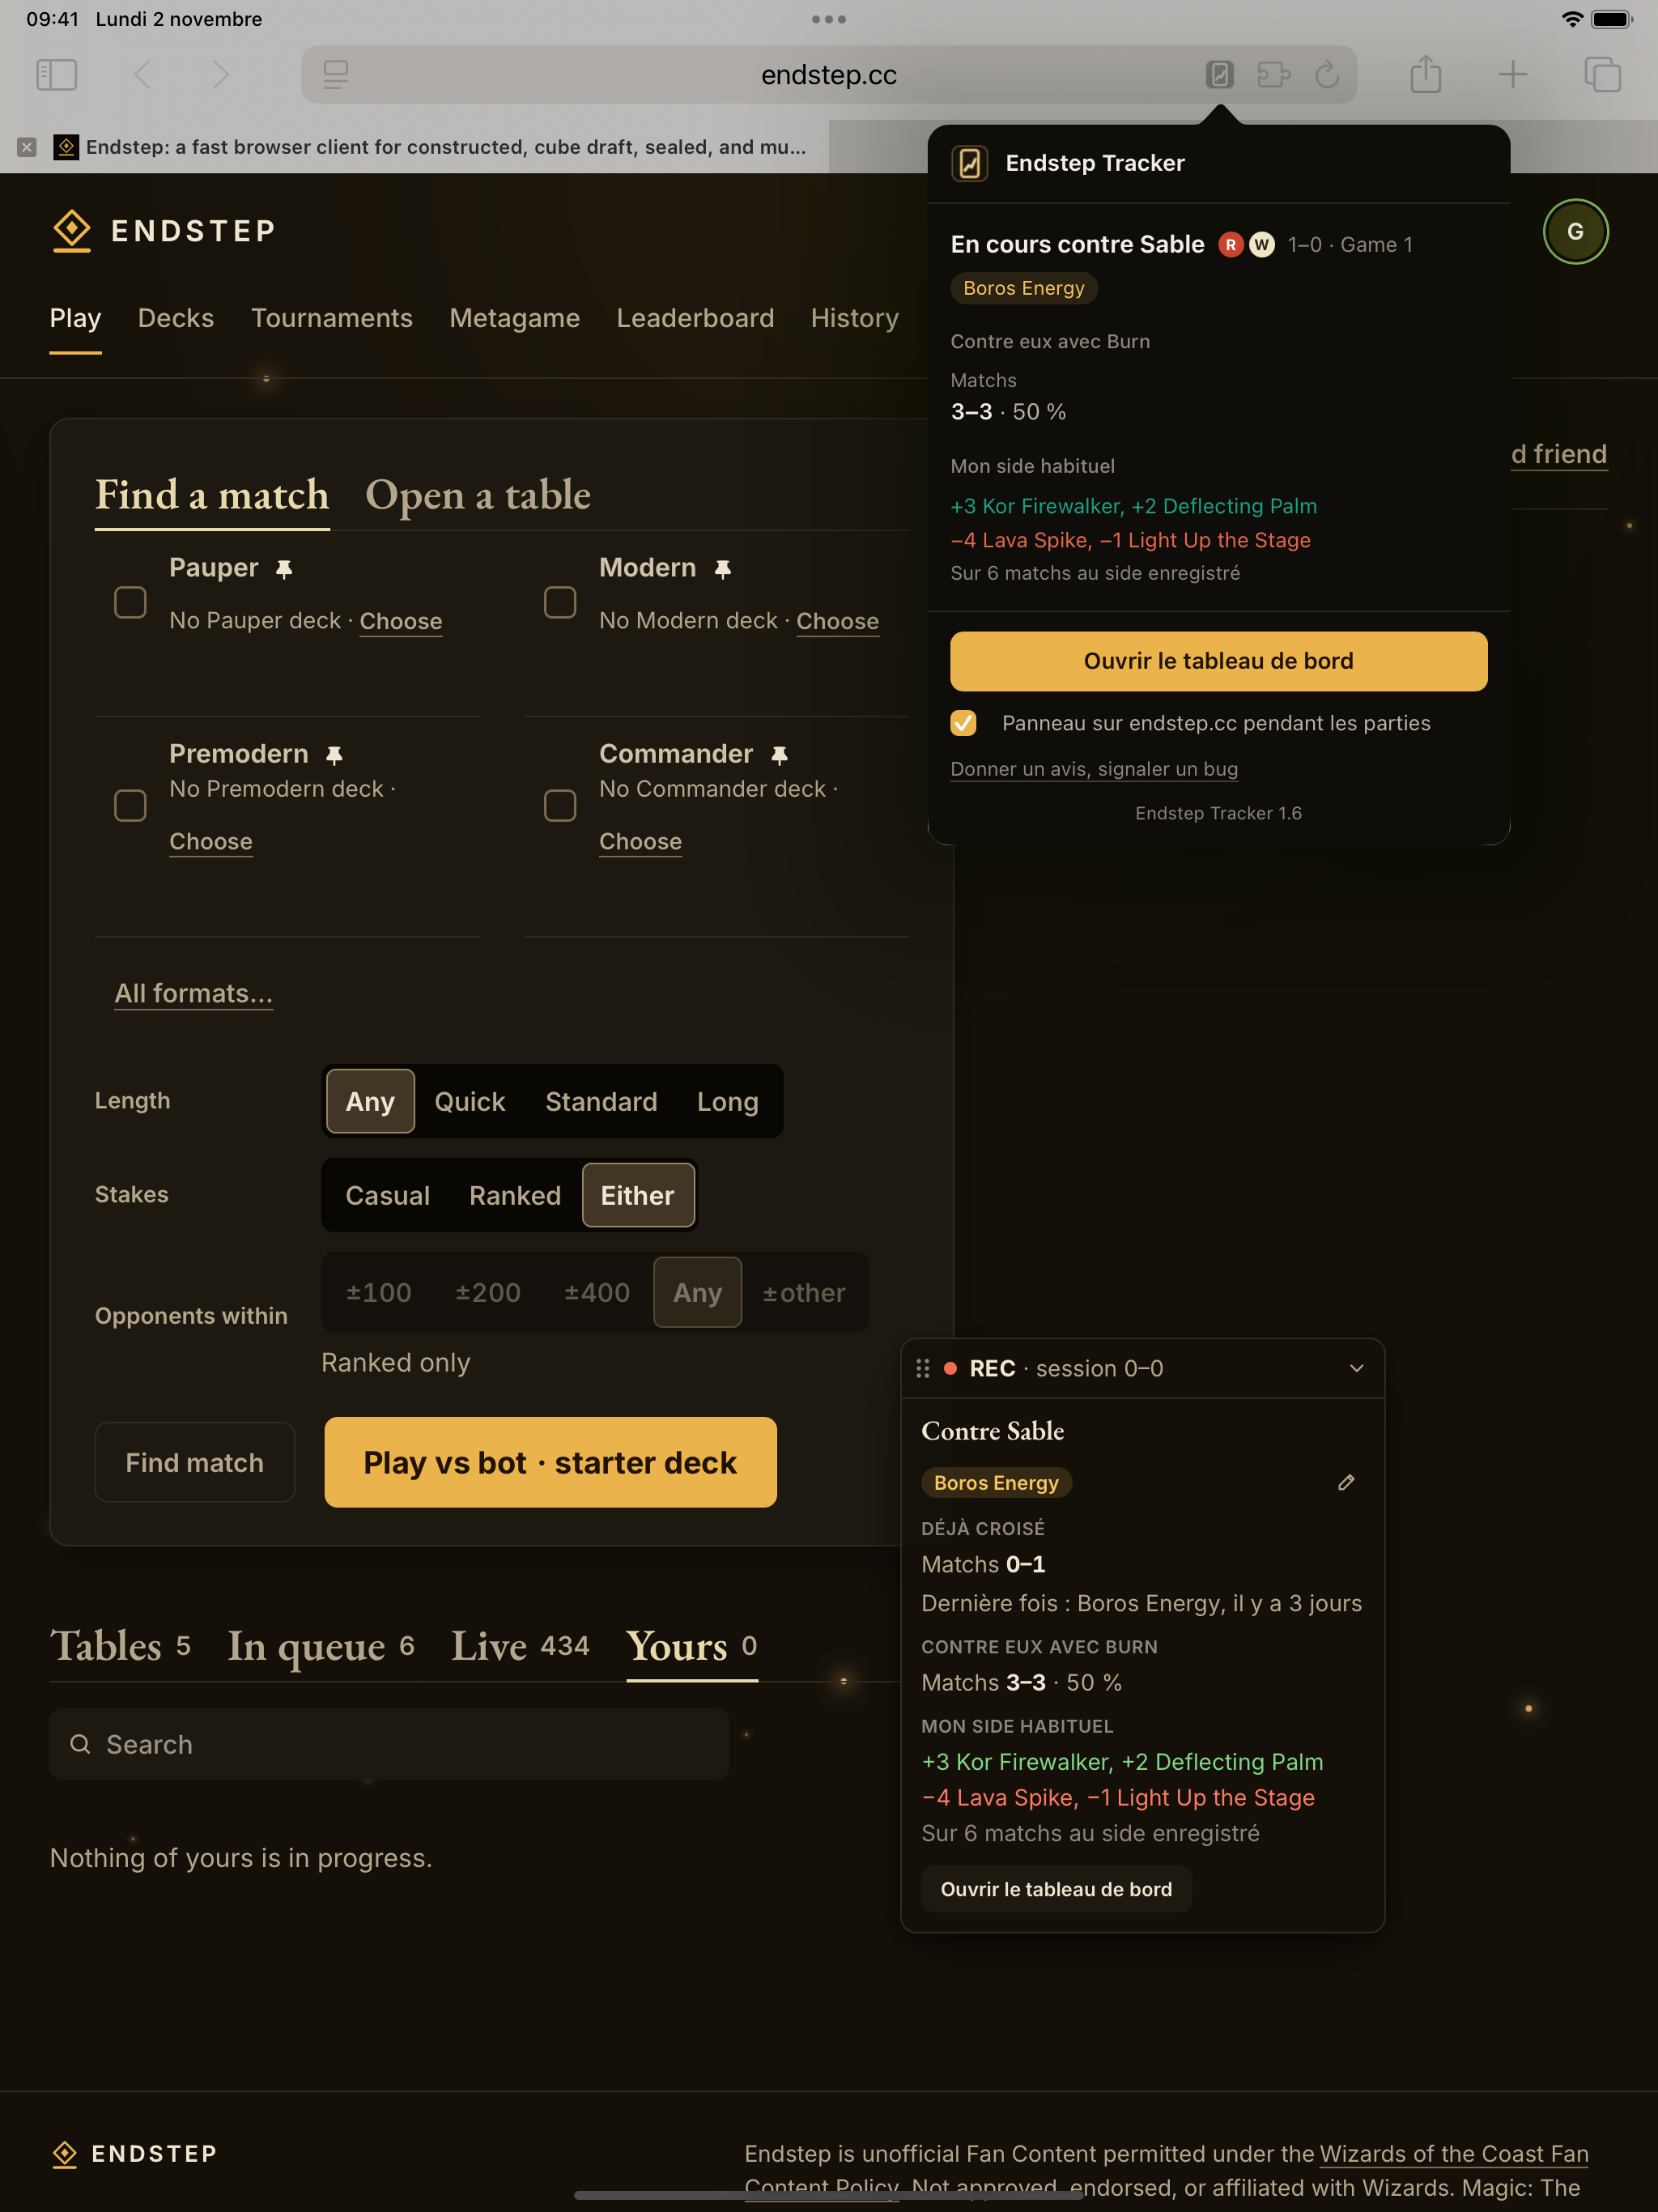 09:41 Lundi 2 novembre
endstep.cc
Endstep: a fast browser client for constructed, cube draft, sealed, and mu...
ENDSTEP
G
Play Decks Tournaments Metagame Leaderboard History
Endstep Tracker
En cours contre Sable R W 1–0 · Game 1
Boros Energy
Contre eux avec Burn
Matchs
3–3 · 50 %
Mon side habituel
+3 Kor Firewalker, +2 Deflecting Palm
−4 Lava Spike, −1 Light Up the Stage
Sur 6 matchs au side enregistré
Ouvrir le tableau de bord
Panneau sur endstep.cc pendant les parties
Donner un avis, signaler un bug
Endstep Tracker 1.6
d friend
Find a match Open a table
Pauper
No Pauper deck · Choose
Modern
No Modern deck · Choose
Premodern
No Premodern deck ·
Choose
Commander
No Commander deck ·
Choose
All formats...
Length Any Quick Standard Long
Stakes Casual Ranked Either
Opponents within ±100 ±200 ±400 Any ±other
Ranked only
Find match Play vs bot · starter deck
REC · session 0–0
Contre Sable
Boros Energy
DÉJÀ CROISÉ
Matchs 0–1
Dernière fois : Boros Energy, il y a 3 jours
CONTRE EUX AVEC BURN
Matchs 3–3 · 50 %
MON SIDE HABITUEL
+3 Kor Firewalker, +2 Deflecting Palm
−4 Lava Spike, −1 Light Up the Stage
Sur 6 matchs au side enregistré
Ouvrir le tableau de bord
Tables 5 In queue 6 Live 434 Yours 0
Search
Nothing of yours is in progress.
ENDSTEP
Endstep is unofficial Fan Content permitted under the Wizards of the Coast Fan
Content Policy. Not approved, endorsed, or affiliated with Wizards. Magic: The